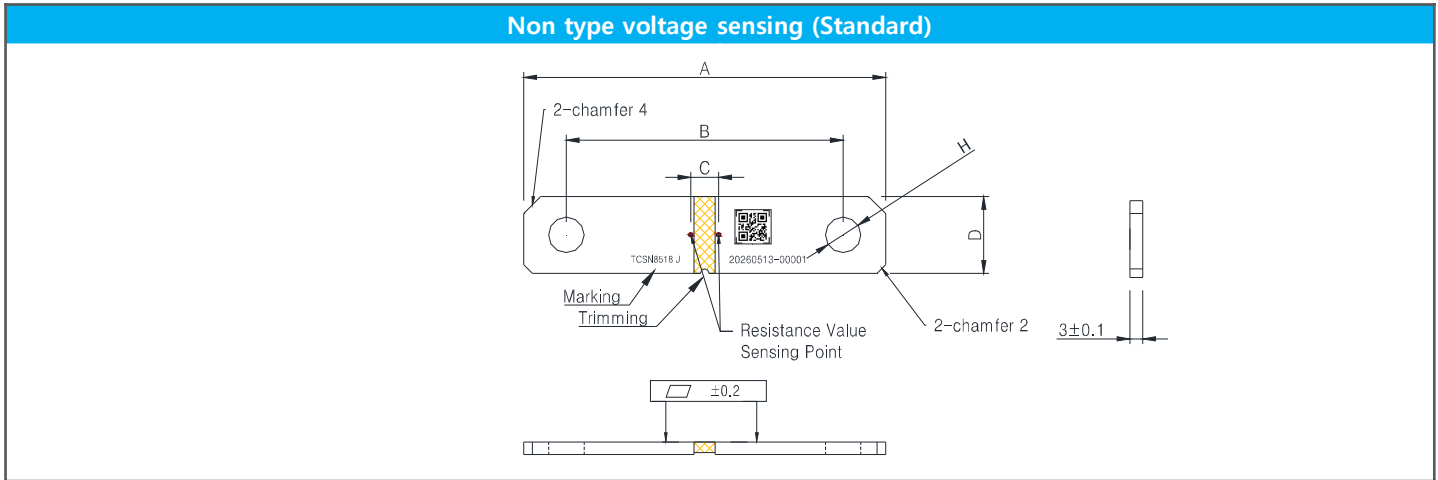 Non type voltage sensing (Standard)
A
2-chamfer 4
B
H
C
D
TCSN8518 J
20260513-00001
Marking
Trimming
Resistance Value
Sensing Point
2-chamfer 2
3±0.1
±0.2